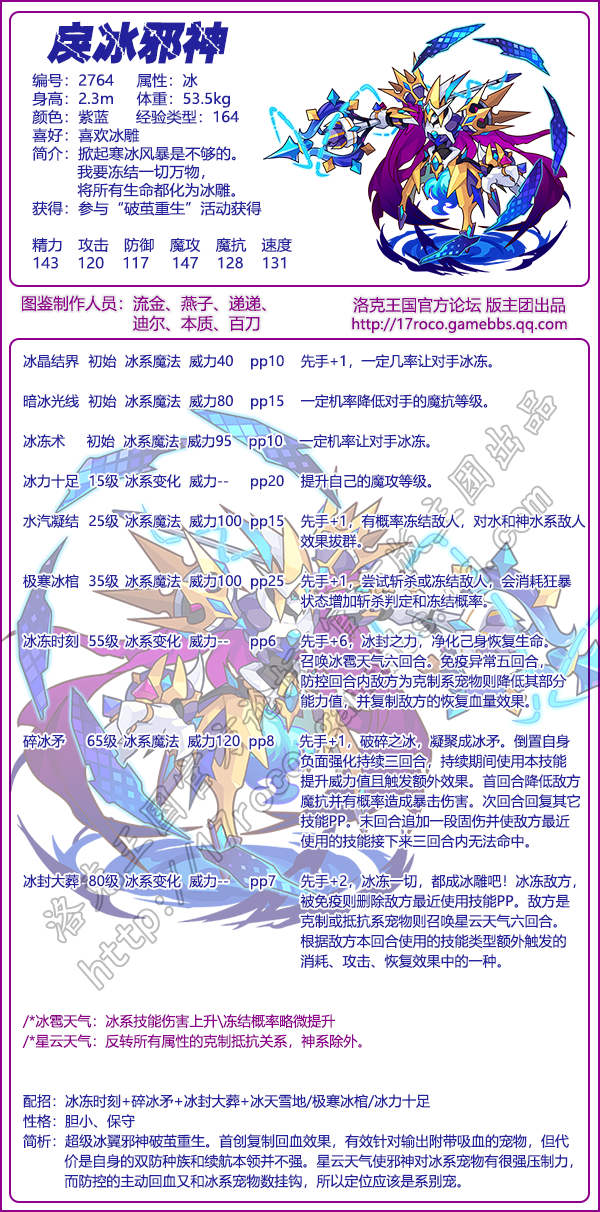 良冰邪神
编号：2764 属性：冰
身高：2.3m 体重：53.5kg
颜色：紫蓝 经验类型：164
喜好：喜欢冰雕
简介：掀起寒冰风暴是不够的。
我要冻结一切万物，
将所有生命都化为冰雕。
获得：参与“破茧重生”活动获得
精力 攻击 防御 魔攻 魔抗 速度
143 120 117 147 128 131
图鉴制作人员：流金、燕子、递递、
迪尔、本质、百刀
洛克王国官方论坛 版主团出品
http://17roco.gamebbs.qq.com
冰晶结界 初始 冰系魔法 威力40 pp10 先手+1，一定几率让对手冰冻。
暗冰光线 初始 冰系魔法 威力80 pp15 一定机率降低对手的魔抗等级。
冰冻术 初始 冰系魔法 威力95 pp10 一定机率让对手冰冻。
冰力十足 15级 冰系变化 威力-- pp20 提升自己的魔攻等级。
水汽凝结 25级 冰系魔法 威力100 pp15 先手+1，有概率冻结敌人，对水和神水系敌人
效果拔群。
极寒冰棺 35级 冰系魔法 威力100 pp25 先手+1，尝试斩杀或冻结敌人，会消耗狂暴
状态增加斩杀判定和冻结概率。
冰冻时刻 55级 冰系变化 威力-- pp6 先手+6，冰封之力，净化己身恢复生命。
召唤冰雹天气六回合、免疫异常五回合，
防控回合内敌方为克制系宠物则降低其部分
能力值，并复制敌方的恢复血量效果。
碎冰矛 65级 冰系魔法 威力120 pp8 先手+1，破碎之冰，凝聚成冰矛。倒置自身
负面强化持续三回合，持续期间使用本技能
提升威力值且触发额外效果。首回合降低敌方
魔抗并有概率造成暴击伤害。次回合回复其它
技能PP。末回合追加一段固伤并使敌方最近
使用的技能接下来三回合内无法命中。
冰封大葬 80级 冰系变化 威力-- pp7 先手+2，冰冻一切，都成冰雕吧！冰冻敌方，
被免疫则删除敌方最近使用技能PP。敌方是
克制或抵抗系宠物则召唤星云天气六回合。
根据敌方本回合使用的技能类型额外触发的
消耗、攻击、恢复效果中的一种。
/*冰雹天气：冰系技能伤害上升\冻结概率略微提升
/*星云天气：反转所有属性的克制抵抗关系，神系除外。
配招：冰冻时刻+碎冰矛+冰封大葬+冰天雪地/极寒冰棺/冰力十足
性格：胆小、保守
简析：超级冰翼邪神破茧重生。首创复制回血效果，有效针对输出附带吸血的宠物，但代
价是自身的双防种族和续航本领并不强。星云天气使邪神对冰系宠物有很强压制力，
而防控的主动回血又和冰系宠物数挂钩，所以定位应该是系别宠。